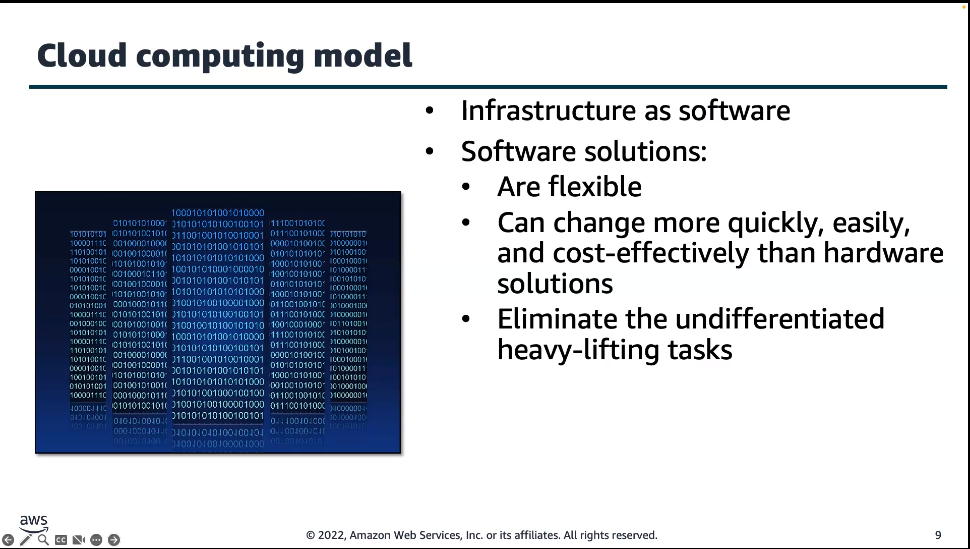 Cloud computing model
• Infrastructure as software
• Software solutions:
• Are flexible
• Can change more quickly, easily,
and cost-effectively than hardware
solutions
• Eliminate the undifferentiated
heavy-lifting tasks
aws
© 2022, Amazon Web Services, Inc. or its affiliates. All rights reserved.
9